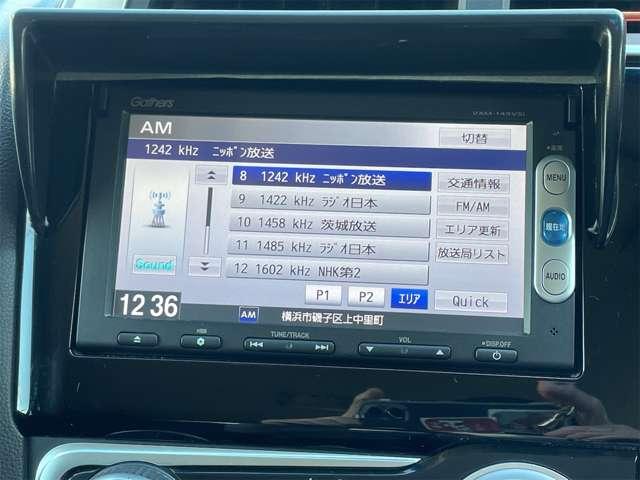 Gathers
VXM-145VSi
AM
切替
1242 kHz ﾆｯﾎﾟﾝ放送
8 1242 kHz ﾆｯﾎﾟﾝ放送
交通情報
9 1422 kHz ﾗｼﾞｵ日本
FM/AM
10 1458 kHz 茨城放送
エリア更新
11 1485 kHz ﾗｼﾞｵ日本
放送局リスト
12 1602 kHz NHK第2
Sound
P1 P2 エリア Quick
12 36
AM 横浜市磯子区上中里町
MENU
現在地
AUDIO
TUNE/TRACK
VOL
DISP.OFF